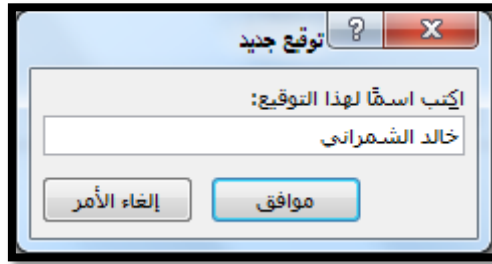 توقيع جديد
اكتب اسمًا لهذا التوقيع:
خالد الشمراني
موافق
إلغاء الأمر